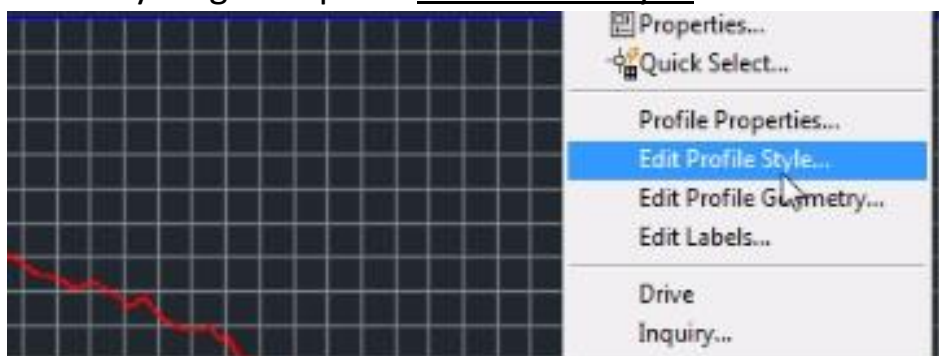 Properties...
Quick Select...
Profile Properties...
Edit Profile Style...
Edit Profile Geometry...
Edit Labels...
Drive
Inquiry...